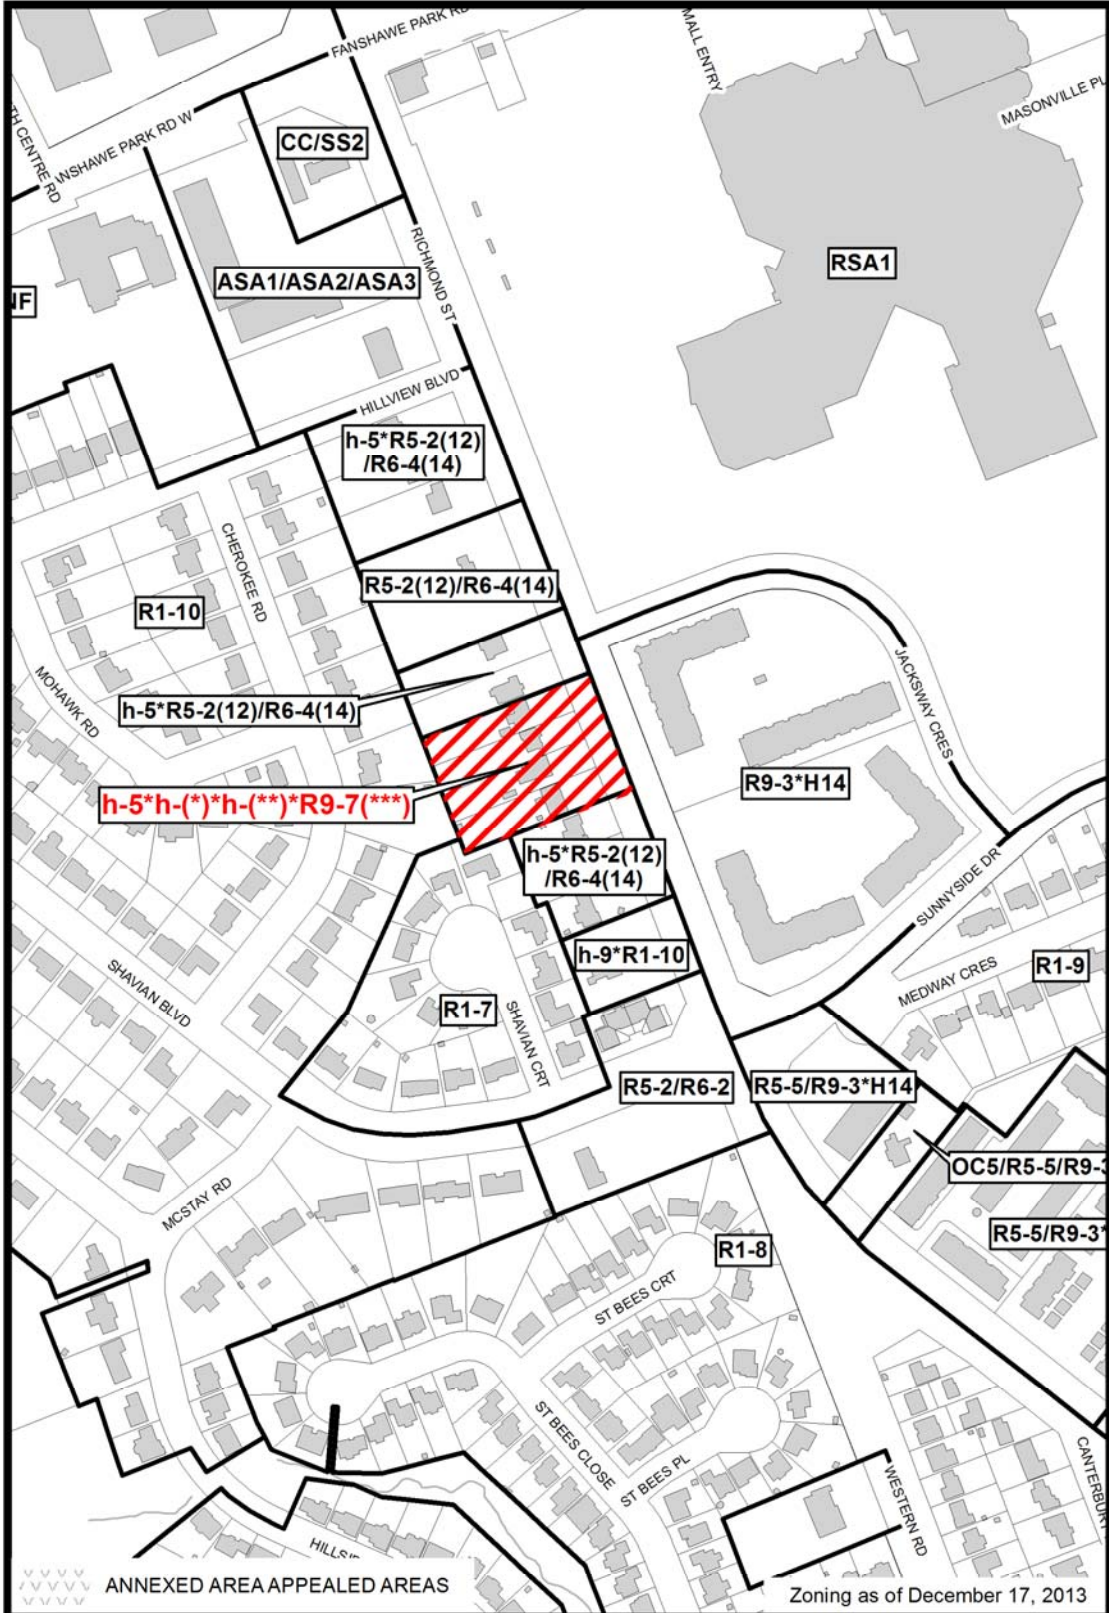 FANSHAWE PARK RD
MALL ENTRY
MASONVILLE PL
TH CENTRE RD
ANSHAWE PARK RD W
CC/SS2
RICHMOND ST
RSA1
ASA1/ASA2/ASA3
NF
HILLVIEW BLVD
h-5*R5-2(12)
/R6-4(14)
CHEROKEE RD
R5-2(12)/R6-4(14)
R1-10
JACKSWAY CRES
MOHAWK RD
h-5*R5-2(12)/R6-4(14)
R9-3*H14
h-5*h-(*)*h-(**)*R9-7(***)
h-5*R5-2(12)
/R6-4(14)
SUNNYSIDE DR
h-9*R1-10
R1-9
MEDWAY CRES
SHAVIAN BLVD
R1-7
SHAVIAN CRT
R5-2/R6-2
R5-5/R9-3*H14
OC5/R5-5/R9-3
MCSTAY RD
R5-5/R9-3*
R1-8
ST BEES CRT
ST BEES CLOSE
ST BEES PL
WESTERN RD
CANTERBURY
HILLSI
ANNEXED AREA APPEALED AREAS
Zoning as of December 17, 2013